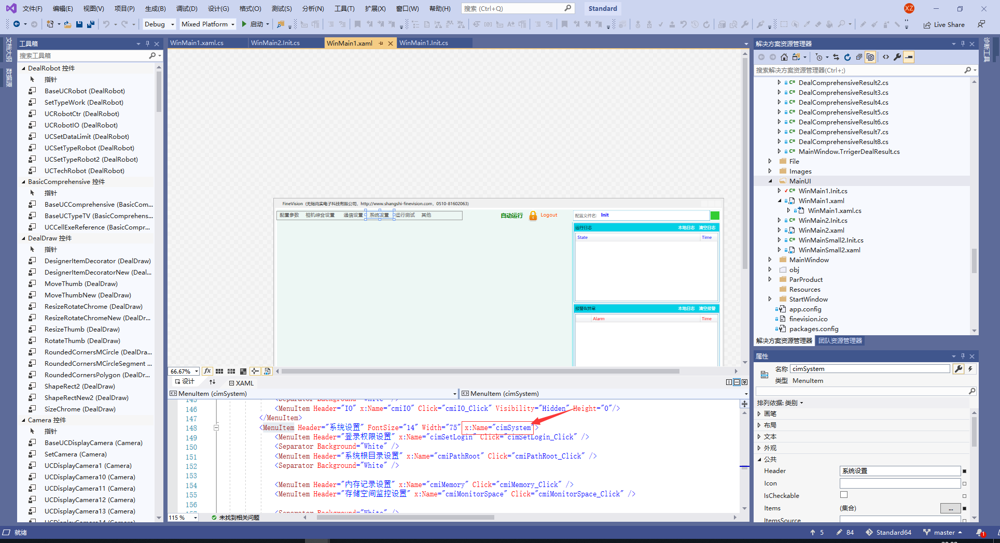 文件(F) 编辑(E) 视图(V) 项目(P) 生成(B) 调试(D) 设计(G) 格式(O) 测试(S) 分析(N) 工具(T) 扩展(X) 窗口(W) 帮助(H) 搜索 (Ctrl+Q) Standard XZ
Debug Mixed Platform 启动 Live Share
文档大纲
数据源
工具箱
搜索工具箱
DealRobot 控件
指针
BaseUCRobot (DealRobot)
SetTypeWork (DealRobot)
UCRobotCtr (DealRobot)
UCRobotIO (DealRobot)
UCSetDataLimit (DealRobot)
UCSetTypeRobot (DealRobot)
UCSetTypeRobot2 (DealRobot)
UCTechRobot (DealRobot)
BasicComprehensive 控件
指针
BaseUCComprehensive (BasicCom...
BaseUCTypeTV (BasicComprehens...
UCCellExeReference (BasicCompr...
DealDraw 控件
指针
DesignerItemDecorator (DealDraw)
DesignerItemDecoratorNew (Deal...
MoveThumb (DealDraw)
MoveThumbNew (DealDraw)
ResizeRotateChrome (DealDraw)
ResizeRotateChromeNew (DealDr...
ResizeThumb (DealDraw)
RotateThumb (DealDraw)
RoundedCornersMCircle (DealDra...
RoundedCornersMCircleSegment ...
RoundedCornersPolygon (DealDr...
ShapeRect2 (DealDraw)
ShapeRectNew2 (DealDraw)
SizeChrome (DealDraw)
Camera 控件
指针
BaseUCDisplayCamera (Camera)
SetCamera (Camera)
UCDisplayCamera1 (Camera)
UCDisplayCamera10 (Camera)
UCDisplayCamera11 (Camera)
UCDisplayCamera12 (Camera)
UCDisplayCamera13 (Camera)
UCDisplayCamera14 (Camera)
WinMain1.xaml.cs WinMain2.Init.cs WinMain1.xaml WinMain1.Init.cs
FineVision (无锡尚实电子科技有限公司, http://www.shangshi-finevision.com, 0510-81602063)
配置参数 相机综合设置 通信设置 系统设置 运行测试 其他 自动运行 Logout 配置文件名: Init
运行日志 本地日志 清空日志
State Time
报警&异常 本地日志 清空报警
Alarm Time
66.67%
设计 XAML
MenuItem (cimSystem) MenuItem (cimSystem)
145 <Separator Background="White" />
146 <MenuItem Header="IO" x:Name="cmiIO" Click="cmiIO_Click" Visibility="Hidden" Height="0"/>
147 </MenuItem>
148 <MenuItem Header="系统设置" FontSize="14" Width="75" x:Name="cimSystem">
149 <MenuItem Header="登录权限设置" x:Name="cimSetLogin" Click="cimSetLogin_Click" />
150 <Separator Background="White" />
151 <MenuItem Header="系统根目录设置" x:Name="cmiPathRoot" Click="cmiPathRoot_Click" />
152 <Separator Background="White" />
153
154 <MenuItem Header="内存记录设置" x:Name="cmiMemory" Click="cmiMemory_Click" />
155 <MenuItem Header="存储空间监控设置" x:Name="cmiMonitorSpace" Click="cmiMonitorSpace_Click" />
156
157 <Separator Background="White" />
115 % 未找到相关问题
解决方案资源管理器
搜索解决方案资源管理器(Ctrl+;)
DealComprehensiveResult2.cs
DealComprehensiveResult3.cs
DealComprehensiveResult4.cs
DealComprehensiveResult5.cs
DealComprehensiveResult6.cs
DealComprehensiveResult7.cs
DealComprehensiveResult8.cs
MainWindow.TrrigerDealResult.cs
File
Images
MainUI
WinMain1.Init.cs
WinMain1.xaml
WinMain1.xaml.cs
WinMain2.Init.cs
WinMain2.xaml
WinMainSmall2.Init.cs
WinMainSmall2.xaml
MainWindow
obj
ParProduct
Resources
StartWindow
app.config
finevision.ico
packages.config
解决方案资源管理器 团队资源管理器
属性
名称 cimSystem
类型 MenuItem
排列依据: 类别
画笔
布局
文本
外观
公共
Header 系统设置
Icon
IsCheckable
Items (集合) ...
ItemsSource
诊断工具
就绪 5 84 Standard64 master 1